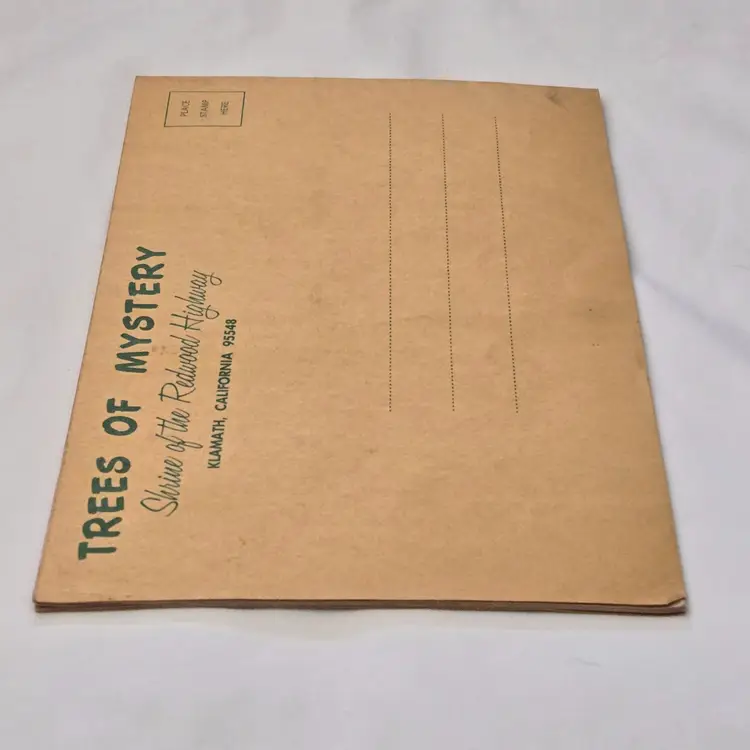 TREES OF MYSTERY
Shrine of the Redwood Highway
KLAMATH, CALIFORNIA 95548
PLACE
STAMP
HERE